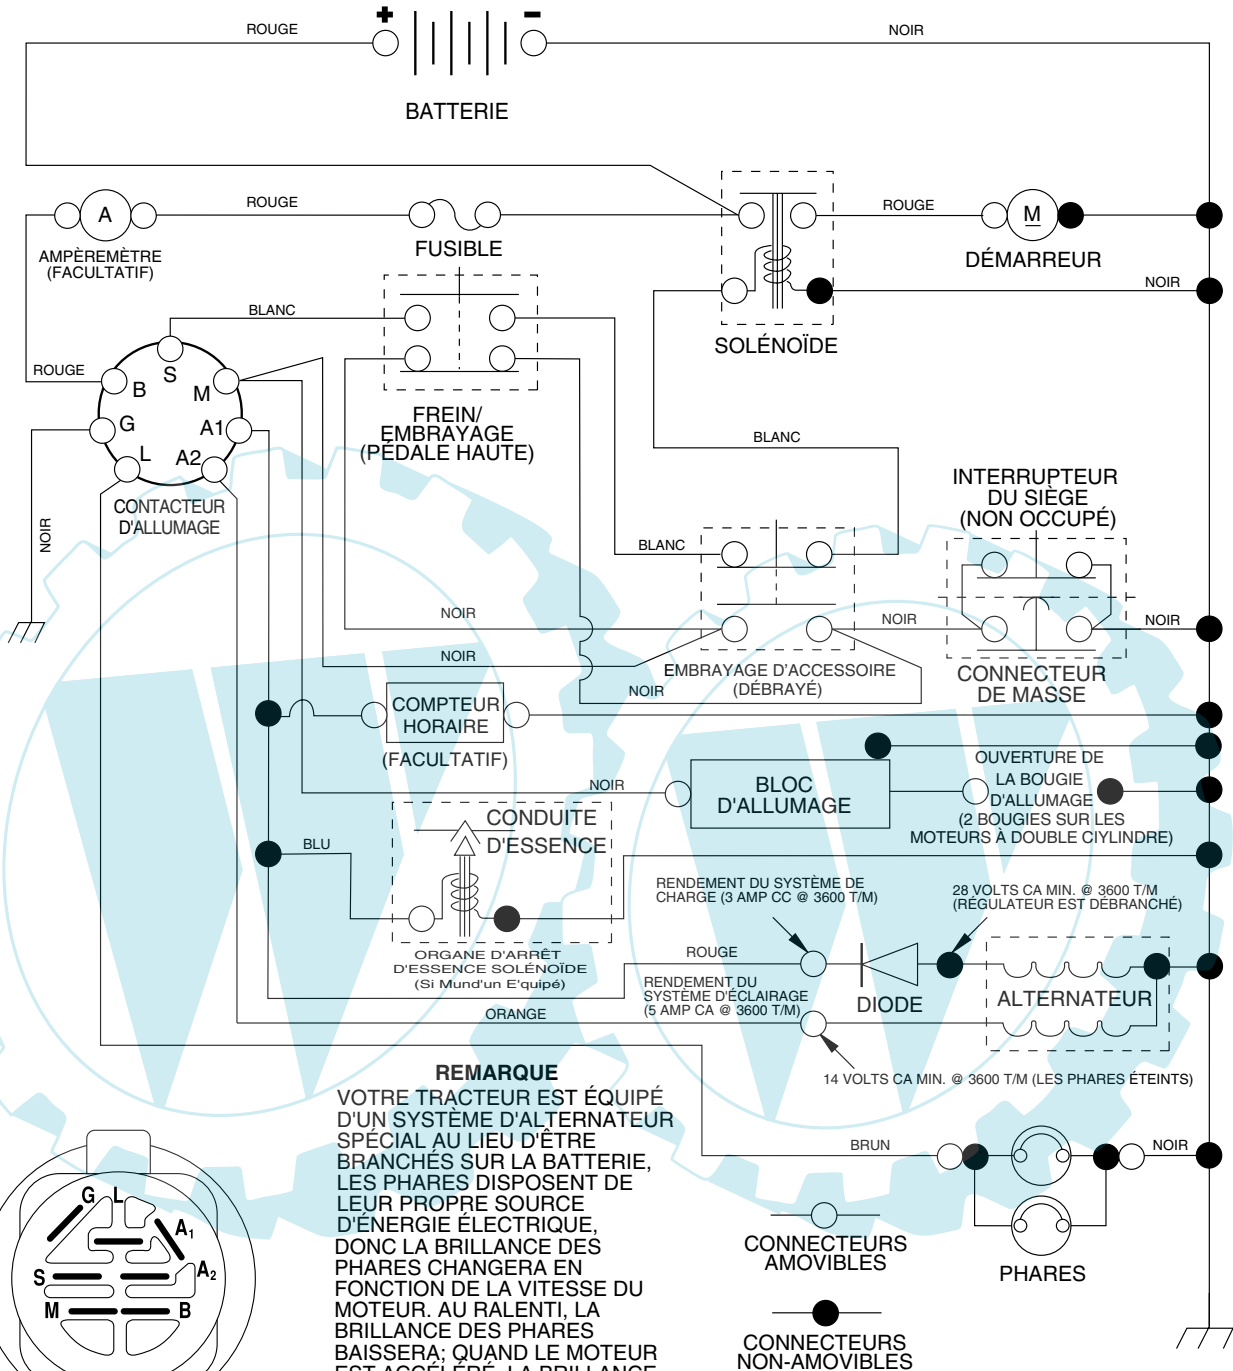 ROUGE
+
-
NOIR
BATTERIE
A
ROUGE
AMPÈREMÈTRE
(FACULTATIF)
FUSIBLE
ROUGE
M
DÉMARREUR
NOIR
SOLÉNOÏDE
BLANC
ROUGE
S
B
M
G
A1
L
A2
CONTACTEUR
D'ALLUMAGE
NOIR
FREIN/
EMBRAYAGE
(PÉDALE HAUTE)
BLANC
INTERRUPTEUR
DU SIÈGE
(NON OCCUPÉ)
BLANC
NOIR
NOIR
NOIR
NOIR
EMBRAYAGE D'ACCESSOIRE
(DÉBRAYÉ)
NOIR
CONNECTEUR
DE MASSE
COMPTEUR
HORAIRE
(FACULTATIF)
NOIR
BLOC
D'ALLUMAGE
OUVERTURE DE
LA BOUGIE
D'ALLUMAGE
(2 BOUGIES SUR LES
MOTEURS À DOUBLE CIYLINDRE)
CONDUITE
D'ESSENCE
BLU
ORGANE D'ARRÊT
D'ESSENCE SOLÉNOÏDE
(Si Mund'un E'quipé)
RENDEMENT DU SYSTÈME DE
CHARGE (3 AMP CC @ 3600 T/M)
28 VOLTS CA MIN. @ 3600 T/M
(RÉGULATEUR EST DÉBRANCHÉ)
ROUGE
RENDEMENT DU
SYSTÈME D'ÉCLAIRAGE
(5 AMP CA @ 3600 T/M)
DIODE
ALTERNATEUR
ORANGE
14 VOLTS CA MIN. @ 3600 T/M (LES PHARES ÉTEINTS)
REMARQUE
VOTRE TRACTEUR EST ÉQUIPÉ
D'UN SYSTÈME D'ALTERNATEUR
SPÉCIAL AU LIEU D'ÊTRE
BRANCHÉS SUR LA BATTERIE,
LES PHARES DISPOSENT DE
LEUR PROPRE SOURCE
D'ÉNERGIE ÉLECTRIQUE,
DONC LA BRILLANCE DES
PHARES CHANGERA EN
FONCTION DE LA VITESSE DU
MOTEUR. AU RALENTI, LA
BRILLANCE DES PHARES
BAISSERA; QUAND LE MOTEUR
EST ACCÉLÉRÉ, LA BRILLANCE
BRUN
NOIR
PHARES
CONNECTEURS
AMOVIBLES
CONNECTEURS
NON-AMOVIBLES
G
L
A1
A2
S
M
B